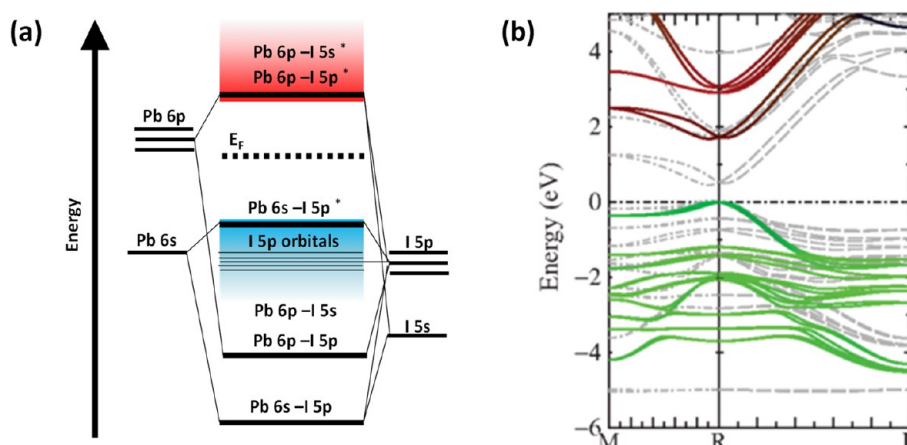 (a)
Energy
Pb 6p –I 5s *
Pb 6p –I 5p *
Pb 6p
E_F
Pb 6s –I 5p *
Pb 6s
I 5p orbitals
I 5p
Pb 6p –I 5s
I 5s
Pb 6p –I 5p
Pb 6s –I 5p
(b)
Energy (eV)
4
2
0
−2
−4
−6
M
R